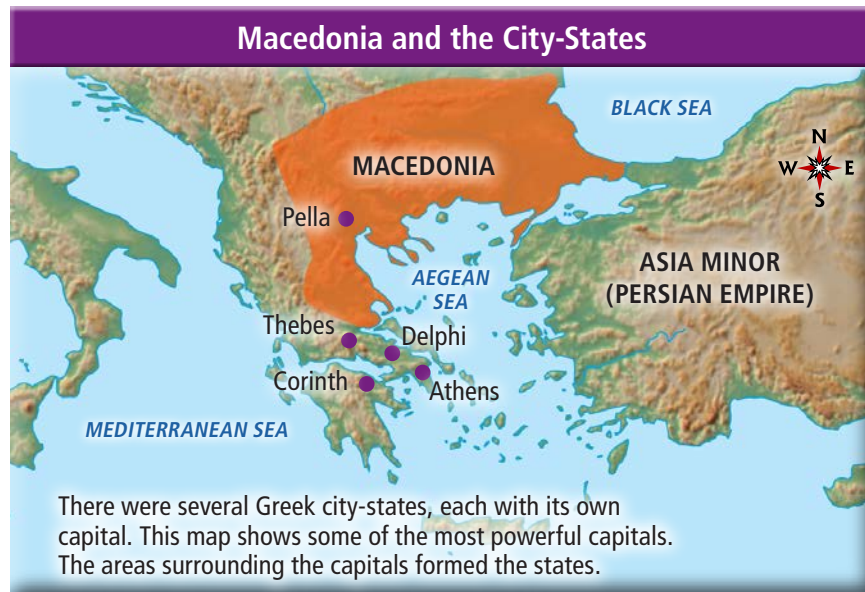 Macedonia and the City-States
BLACK SEA
N
W E
S
MACEDONIA
Pella
ASIA MINOR
(PERSIAN EMPIRE)
AEGEAN
SEA
Thebes
Delphi
Corinth
Athens
MEDITERRANEAN SEA
There were several Greek city-states, each with its own
capital. This map shows some of the most powerful capitals.
The areas surrounding the capitals formed the states.